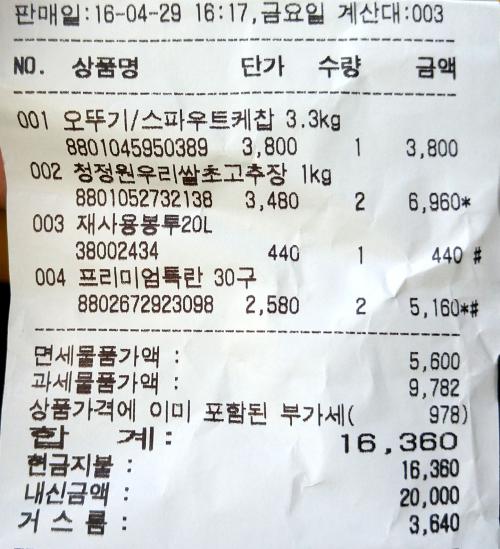 판매일:16-04-29 16:17,금요일 계산대:003
NO. 상품명 단가 수량 금액
001 오뚜기/스파우트케찹 3.3kg
8801045950389 3,800 1 3,800
002 청정원우리쌀초고추장 1kg
8801052732138 3,480 2 6,960*
003 재사용봉투20L
38002434 440 1 440 #
004 프리미엄특란 30구
8802672923098 2,580 2 5,160*#
면세물품가액 : 5,600
과세물품가액 : 9,782
상품가격에 이미 포함된 부가세( 978)
합 계: 16,360
현금지불 : 16,360
내신금액 : 20,000
거 스 름 : 3,640